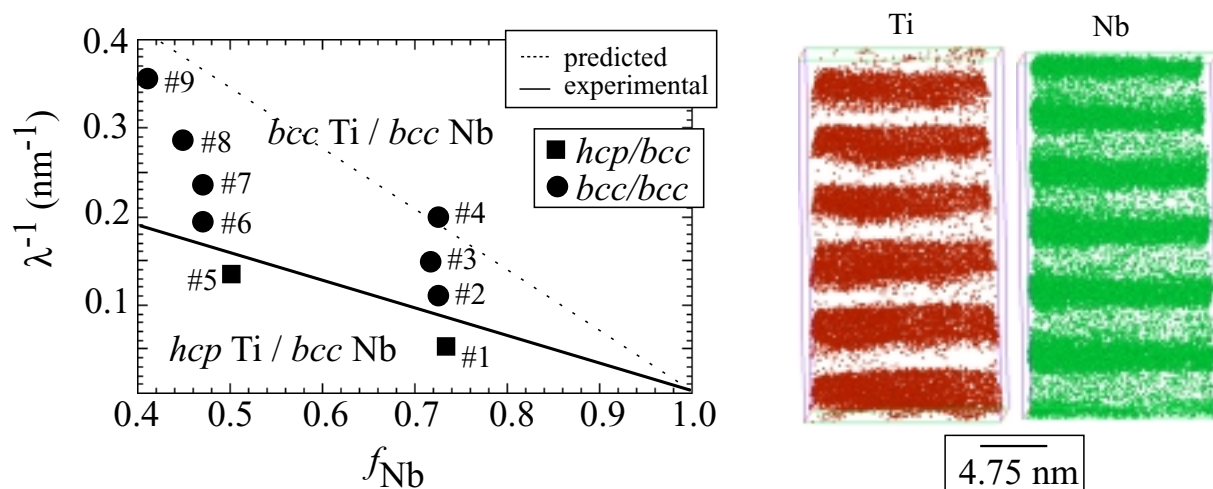 0.4
0.3
0.2
0.1
λ⁻¹ (nm⁻¹)
0.4 0.5 0.6 0.7 0.8 0.9 1.0
fNb
predicted
experimental
hcp/bcc
bcc/bcc
bcc Ti / bcc Nb
hcp Ti / bcc Nb
#9
#8
#7
#6
#5
#4
#3
#2
#1
Ti
Nb
4.75 nm